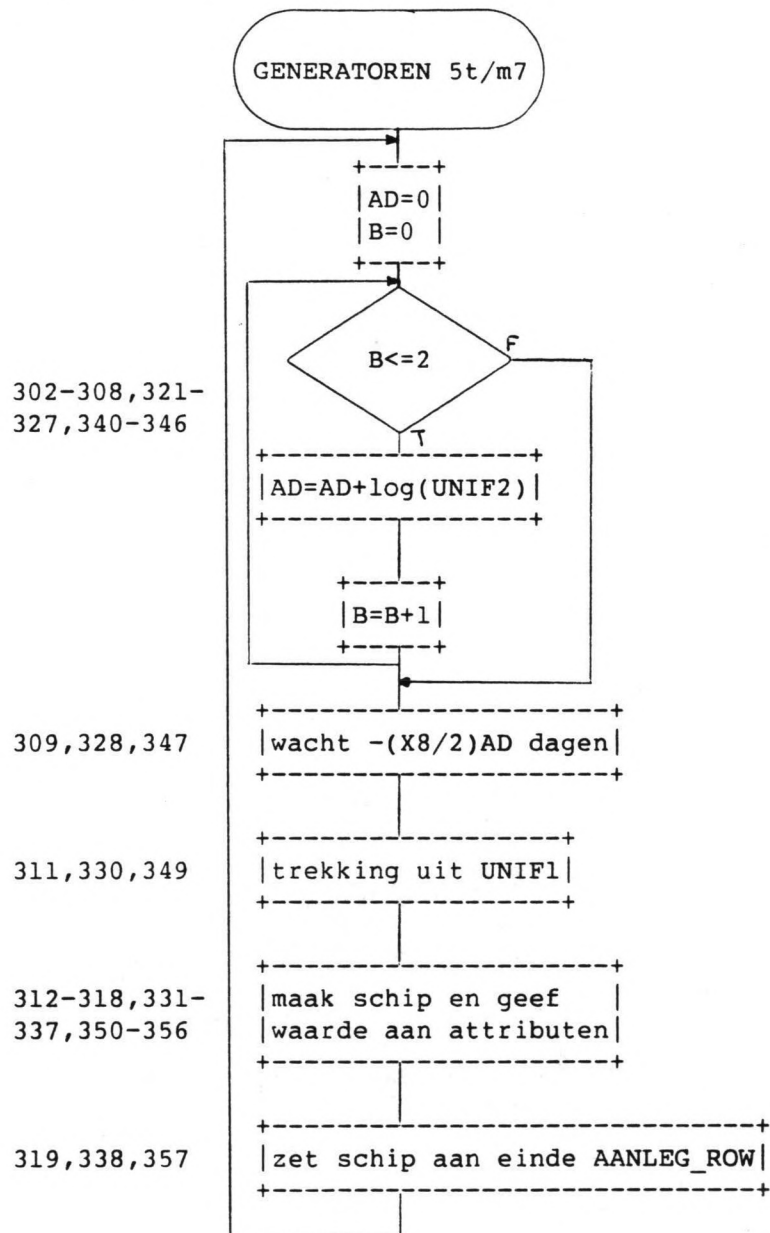 GENERATOREN 5t/m7
AD=0
B=0
B<=2
F
302-308,321-
327,340-346
T
AD=AD+log(UNIF2)
B=B+1
309,328,347
wacht -(X8/2)AD dagen
311,330,349
trekking uit UNIF1
312-318,331-
337,350-356
maak schip en geef
waarde aan attributen
319,338,357
zet schip aan einde AANLEG_ROW